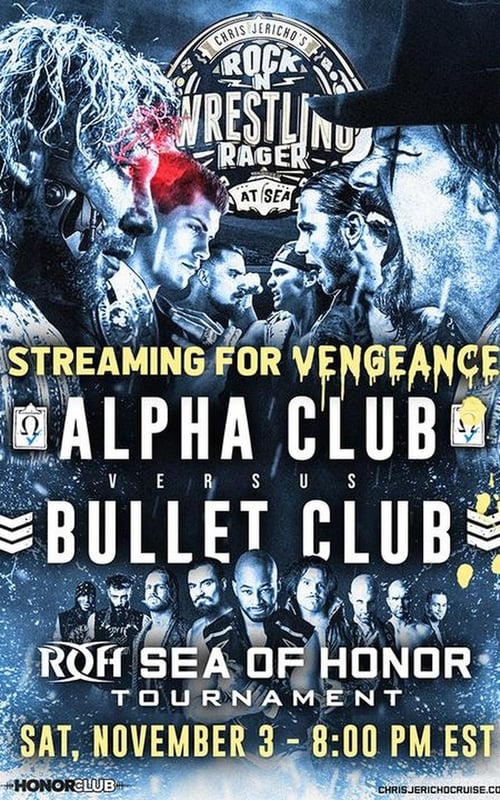 CHRIS JERICHO'S
ROCK
N
WRESTLING
RAGER
AT SEA
STREAMING FOR VENGEANCE
ALPHA CLUB
VERSUS
BULLET CLUB
ROH SEA OF HONOR
TOURNAMENT
SAT, NOVEMBER 3 - 8:00 PM EST
HONORCLUB
CHRISJERICHOCRUISE.CO